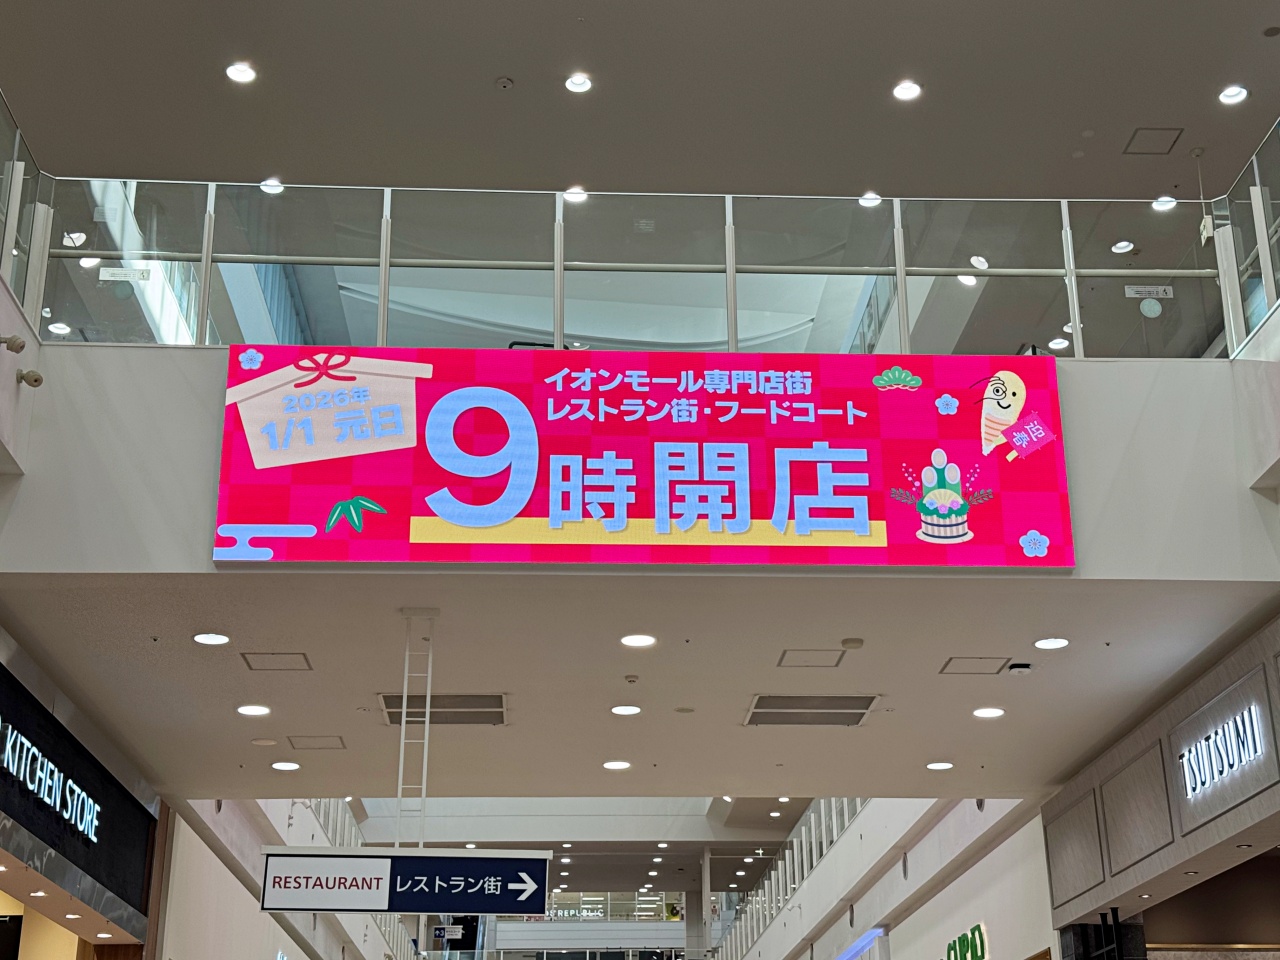 2026年
1/1 元日
イオンモール専門店街
レストラン街・フードコート
9時開店
迎春
KITCHEN STORE
TSUTSUMI
RESTAURANT
レストラン街
REPUBLIC